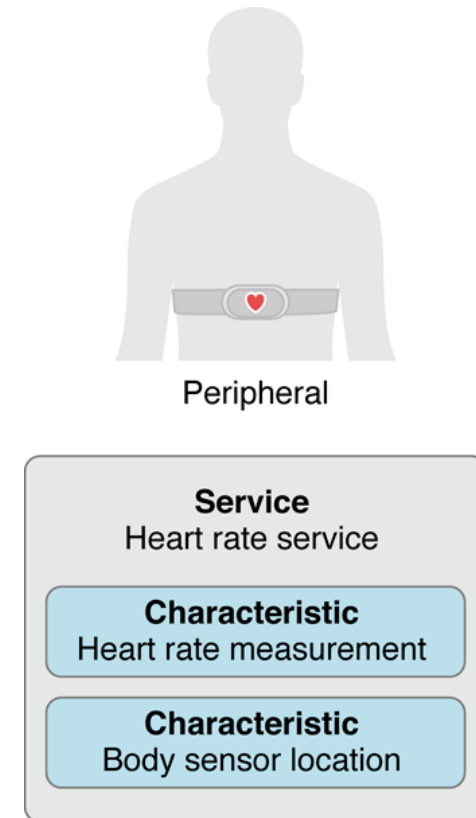 Peripheral
Service
Heart rate service
Characteristic
Heart rate measurement
Characteristic
Body sensor location